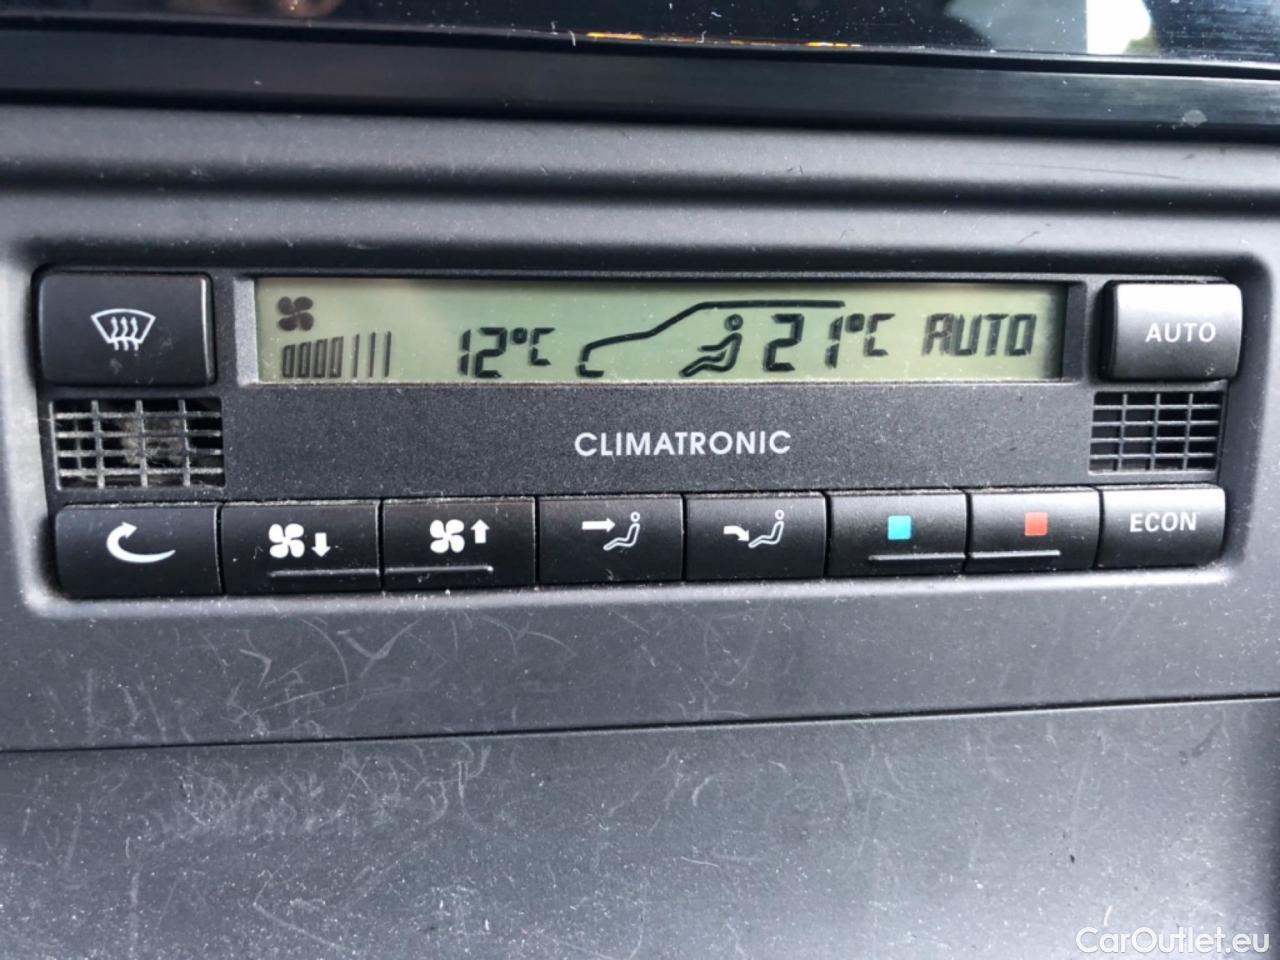 12°C 21°C AUTO
AUTO
CLIMATRONIC
ECON
CarOutlet.eu